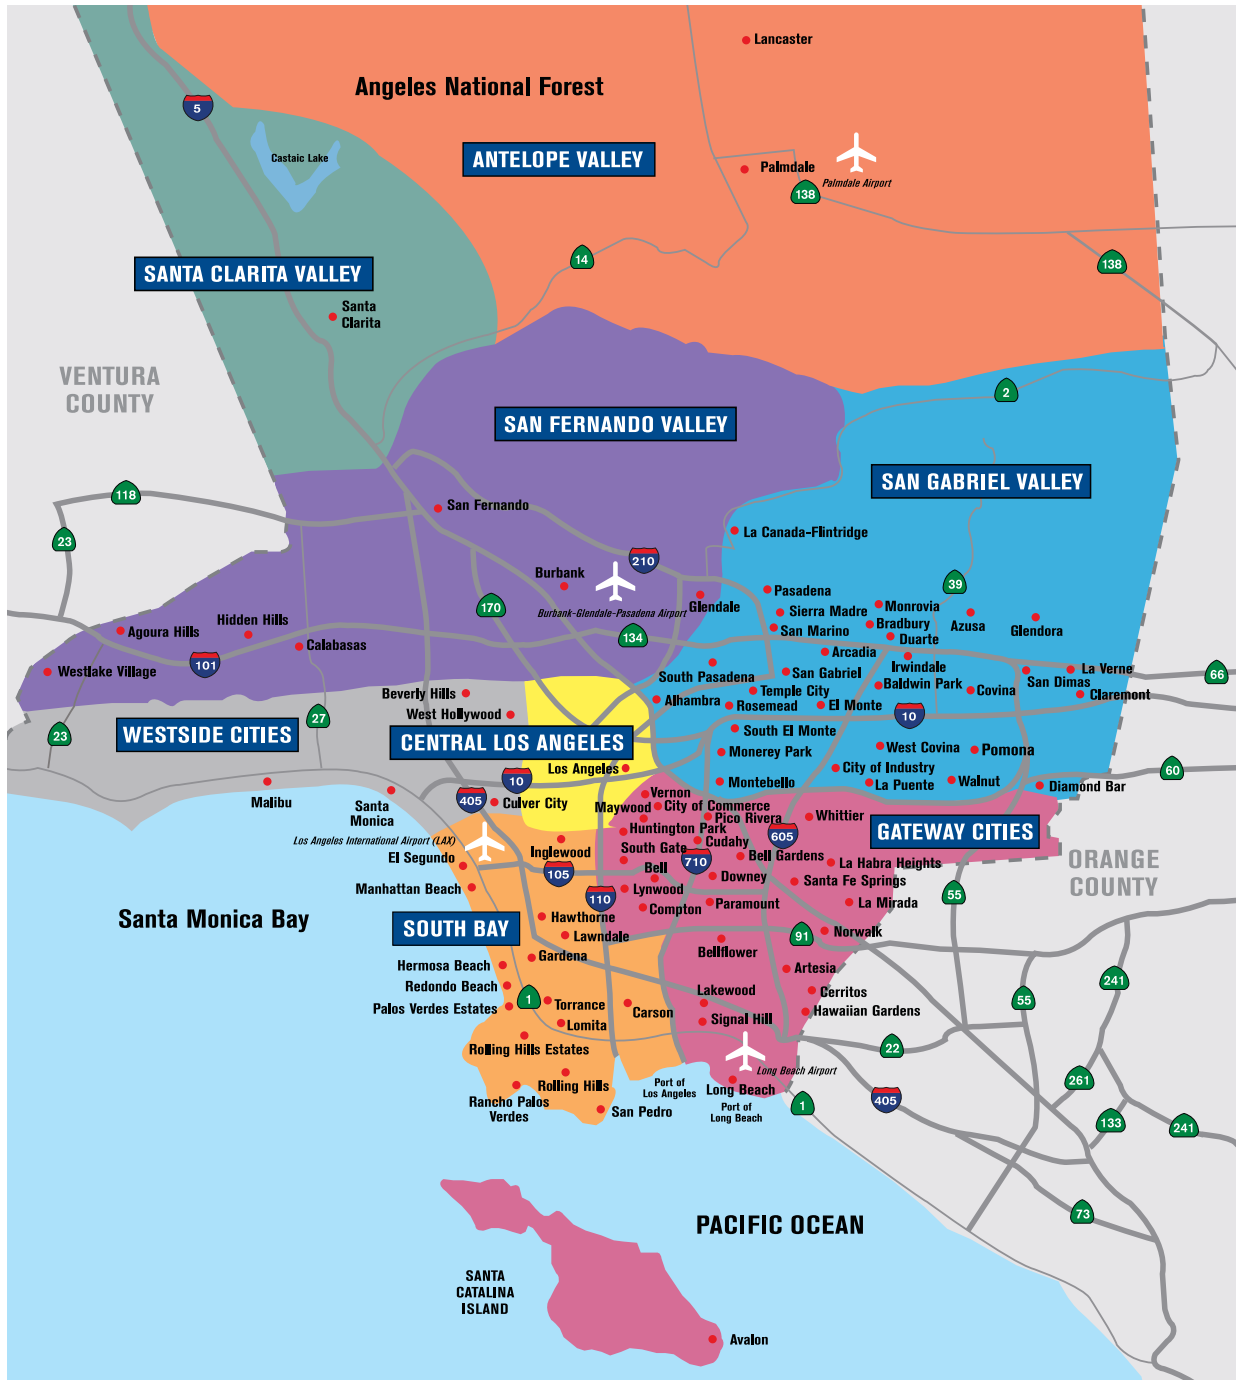 Lancaster
Angeles National Forest
5
Castaic Lake
ANTELOPE VALLEY
Palmdale
Palmdale Airport
138
14
138
SANTA CLARITA VALLEY
Santa
Clarita
VENTURA
COUNTY
2
SAN FERNANDO VALLEY
SAN GABRIEL VALLEY
118
San Fernando
23
La Canada-Flintridge
210
Burbank
Burbank-Glendale-Pasadena Airport
Glendale
Pasadena
39
170
Sierra Madre
Monrovia
Bradbury
Azusa
Glendora
Agoura Hills
Hidden Hills
134
San Marino
Duarte
Calabasas
101
Westlake Village
Arcadia
Irwindale
South Pasadena
San Gabriel
San Dimas
La Verne
66
Beverly Hills
Alhambra
Temple City
Baldwin Park
Covina
Claremont
Rosemead
El Monte
10
West Hollywood
27
23
WESTSIDE CITIES
CENTRAL LOS ANGELES
South El Monte
Monerey Park
West Covina
Pomona
Los Angeles
10
City of Industry
60
Malibu
Santa
Monica
405
Culver City
Montebello
La Puente
Walnut
Diamond Bar
Vernon
Maywood
City of Commerce
Pico Rivera
Whittier
Huntington Park
605
GATEWAY CITIES
Los Angeles International Airport (LAX)
Inglewood
South Gate
Cudahy
El Segundo
710
Bell Gardens
La Habra Heights
ORANGE
COUNTY
105
Bell
Downey
Santa Fe Springs
Manhattan Beach
110
Lynwood
55
Compton
Paramount
La Mirada
Santa Monica Bay
SOUTH BAY
Hawthorne
Lawndale
91
Norwalk
Gardena
Bellflower
Hermosa Beach
Artesia
Redondo Beach
1
Torrance
Lakewood
Cerritos
241
55
Palos Verdes Estates
Carson
Hawaiian Gardens
Lomita
Signal Hill
Rolling Hills Estates
22
Long Beach Airport
Rolling Hills
Port of
Los Angeles
Long Beach
261
Rancho Palos
Verdes
San Pedro
Port of
Long Beach
1
405
133
241
73
PACIFIC OCEAN
SANTA
CATALINA
ISLAND
Avalon